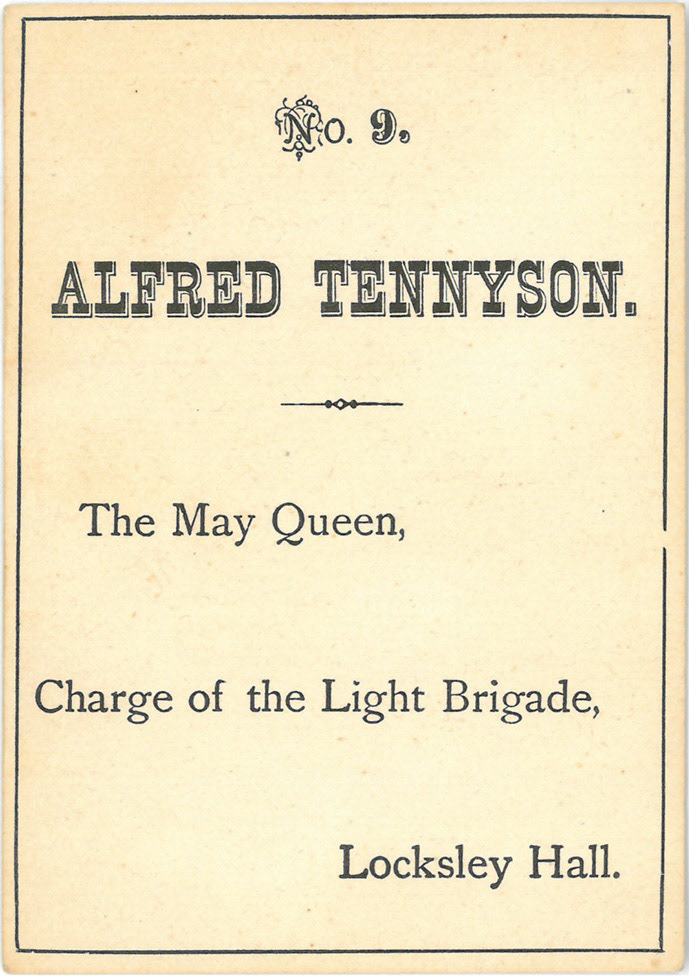 No. 9.
ALFRED TENNYSON.
The May Queen,
Charge of the Light Brigade,
Locksley Hall.